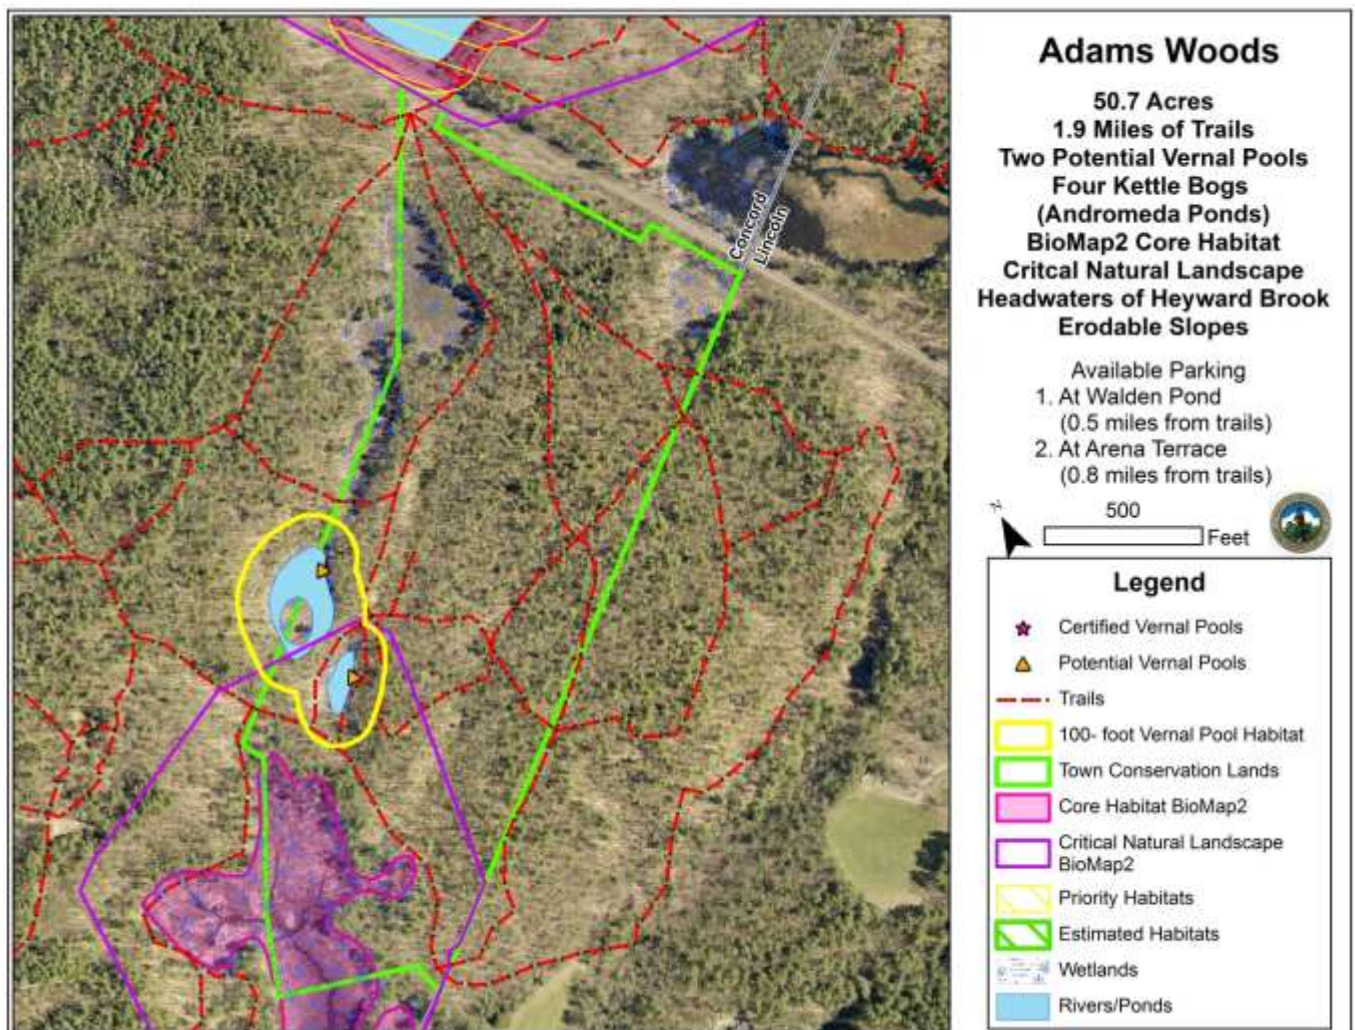 Adams Woods
50.7 Acres
1.9 Miles of Trails
Two Potential Vernal Pools
Four Kettle Bogs
(Andromeda Ponds)
BioMap2 Core Habitat
Critcal Natural Landscape
Headwaters of Heyward Brook
Erodable Slopes
Available Parking
1. At Walden Pond
(0.5 miles from trails)
2. At Arena Terrace
(0.8 miles from trails)
N
500
Feet
Legend
Certified Vernal Pools
Potential Vernal Pools
Trails
100- foot Vernal Pool Habitat
Town Conservation Lands
Core Habitat BioMap2
Critical Natural Landscape
BioMap2
Priority Habitats
Estimated Habitats
Wetlands
Rivers/Ponds
Concord
Lincoln